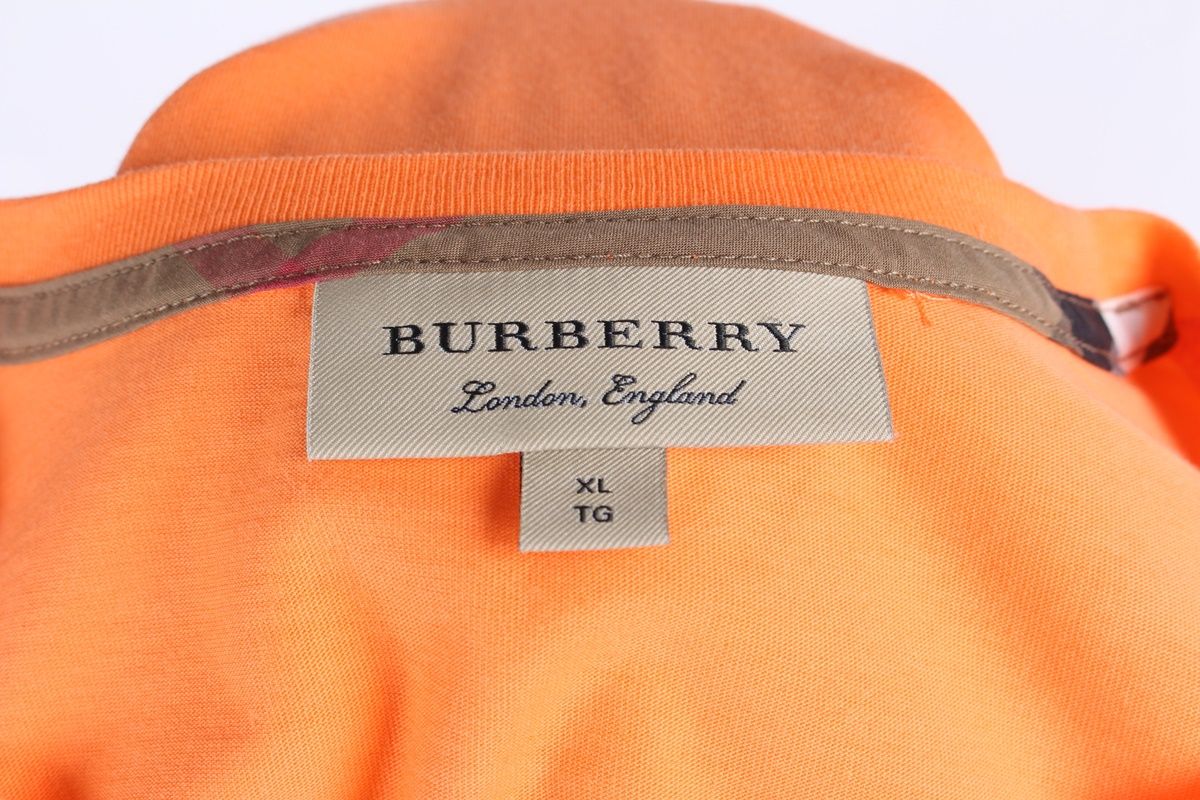 BURBERRY
London, England
XL
TG